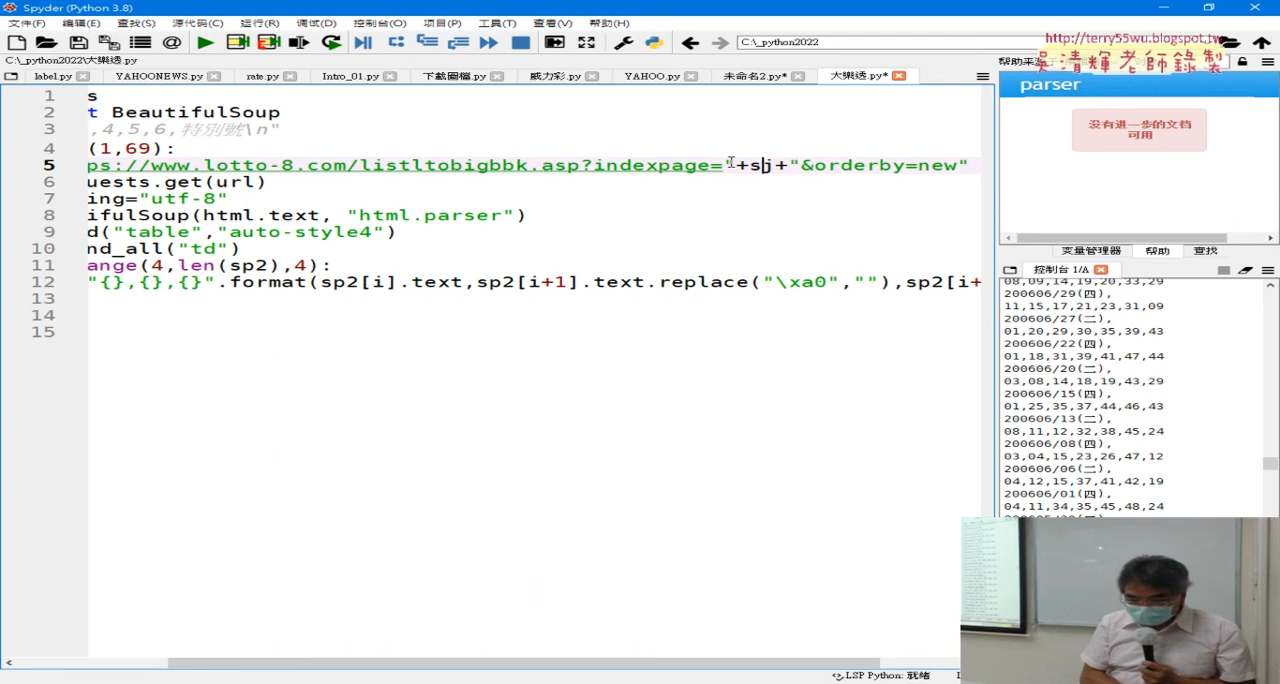 Spyder (Python 3.8)
文件(F) 编辑(E) 查找(S) 源代码(C) 运行(R) 调试(D) 控制台(O) 项目(P) 工具(T) 查看(V) 帮助(H)
C:\_python2022
http://terry55wu.blogspot.tw
吳清輝老師錄製
C:\_python2022\大樂透.py
label.py YAHOONEWS.py rate.py Intro_01.py 下載圖檔.py 威力彩.py YAHOO.py 未命名2.py* 大樂透.py*
parser
没有进一步的文档
可用
1 s
2 t BeautifulSoup
3 ,4,5,6,特別號\n"
4 (1,69):
5 ps://www.lotto-8.com/listltobigbbk.asp?indexpage="+sj+"&orderby=new"
6 uests.get(url)
7 ing="utf-8"
8 ifulSoup(html.text, "html.parser")
9 d("table","auto-style4")
10 nd_all("td")
11 ange(4,len(sp2),4):
12 "{},{},{}".format(sp2[i].text,sp2[i+1].text.replace("\xa0",""),sp2[i+
13
14
15
变量管理器 帮助 查找
控制台 1/A
08,09,14,19,20,33,29
200606/29(四),
11,15,17,21,23,31,09
200606/27(二),
01,20,29,30,35,39,43
200606/22(四),
01,18,31,39,41,47,44
200606/20(二),
03,08,14,18,19,43,29
200606/15(四),
01,25,35,37,44,46,43
200606/13(二),
08,11,12,32,38,45,24
200606/08(四),
03,04,15,23,26,47,12
200606/06(二),
04,12,15,37,41,42,19
200606/01(四),
04,11,34,35,45,48,24
LSP Python: 就绪